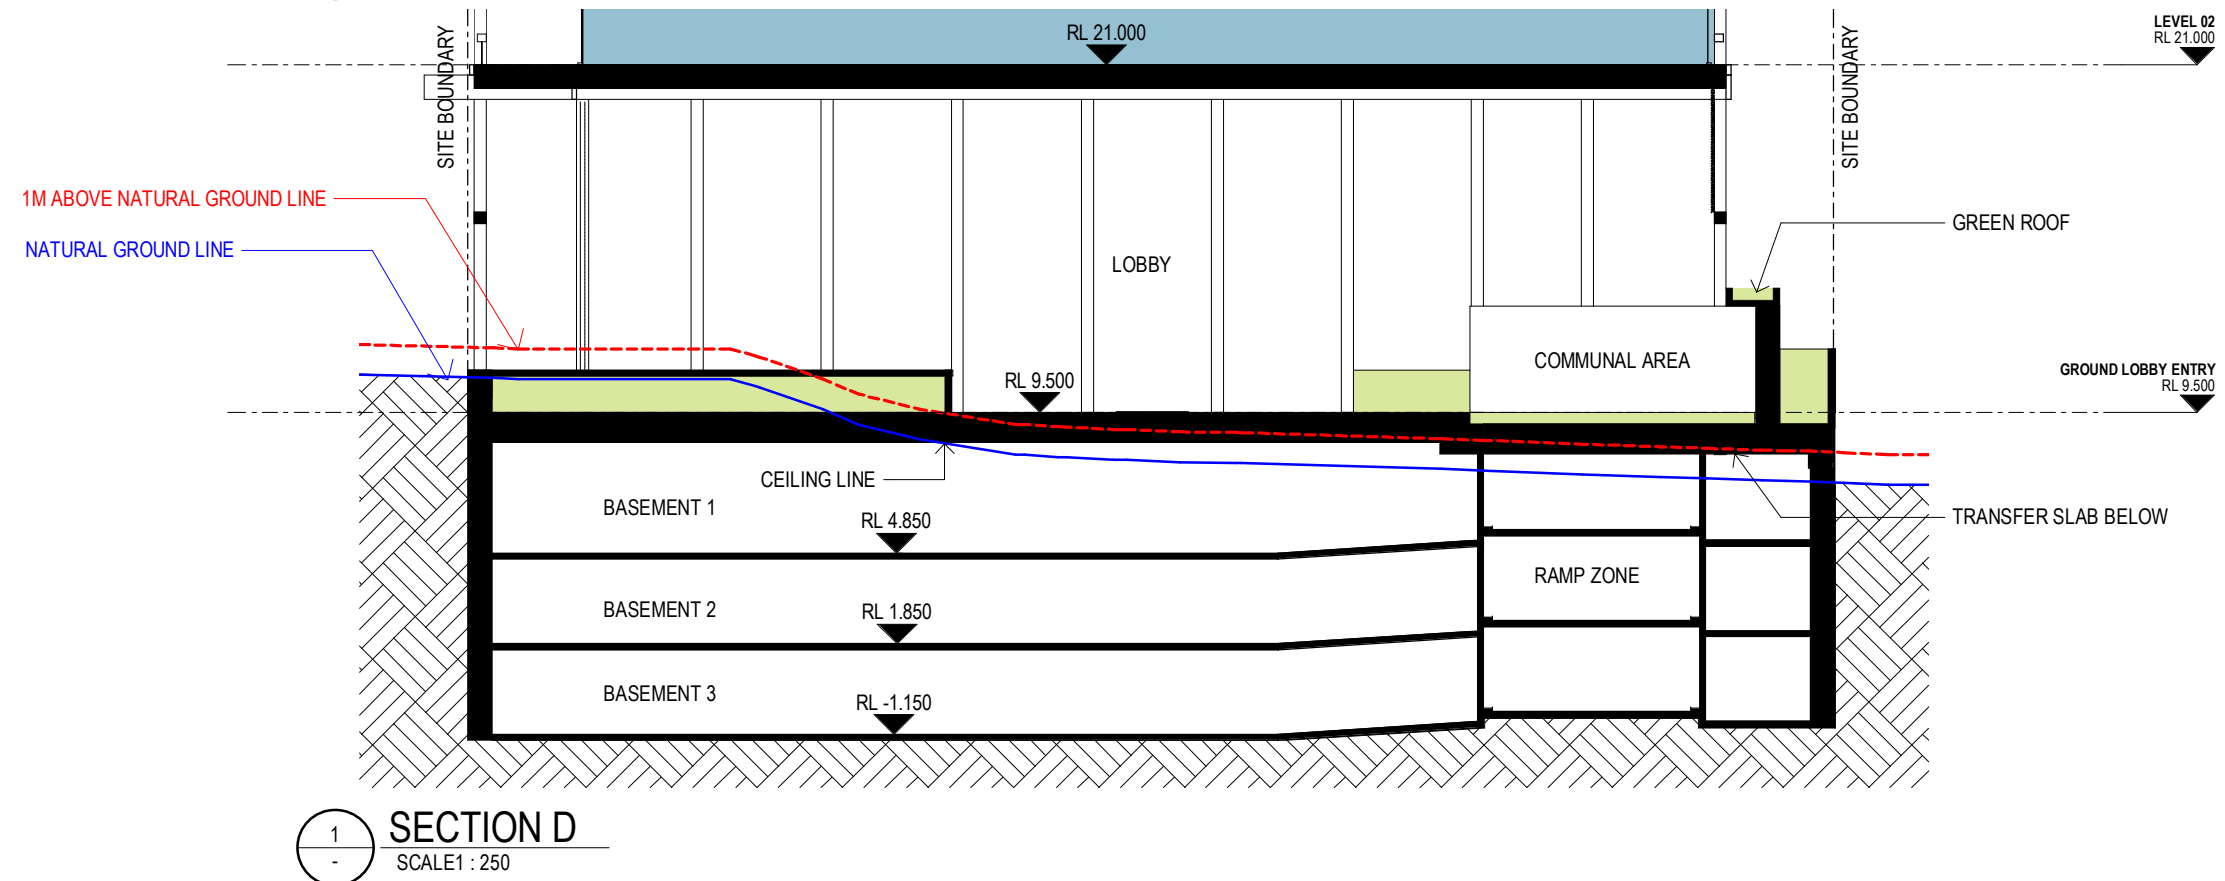 RL 21.000
LEVEL 02
RL 21.000
SITE BOUNDARY
SITE BOUNDARY
1M ABOVE NATURAL GROUND LINE
NATURAL GROUND LINE
GREEN ROOF
LOBBY
COMMUNAL AREA
RL 9.500
GROUND LOBBY ENTRY
RL 9.500
CEILING LINE
BASEMENT 1
RL 4.850
TRANSFER SLAB BELOW
RAMP ZONE
BASEMENT 2
RL 1.850
BASEMENT 3
RL -1.150
1
-
SECTION D
SCALE1 : 250